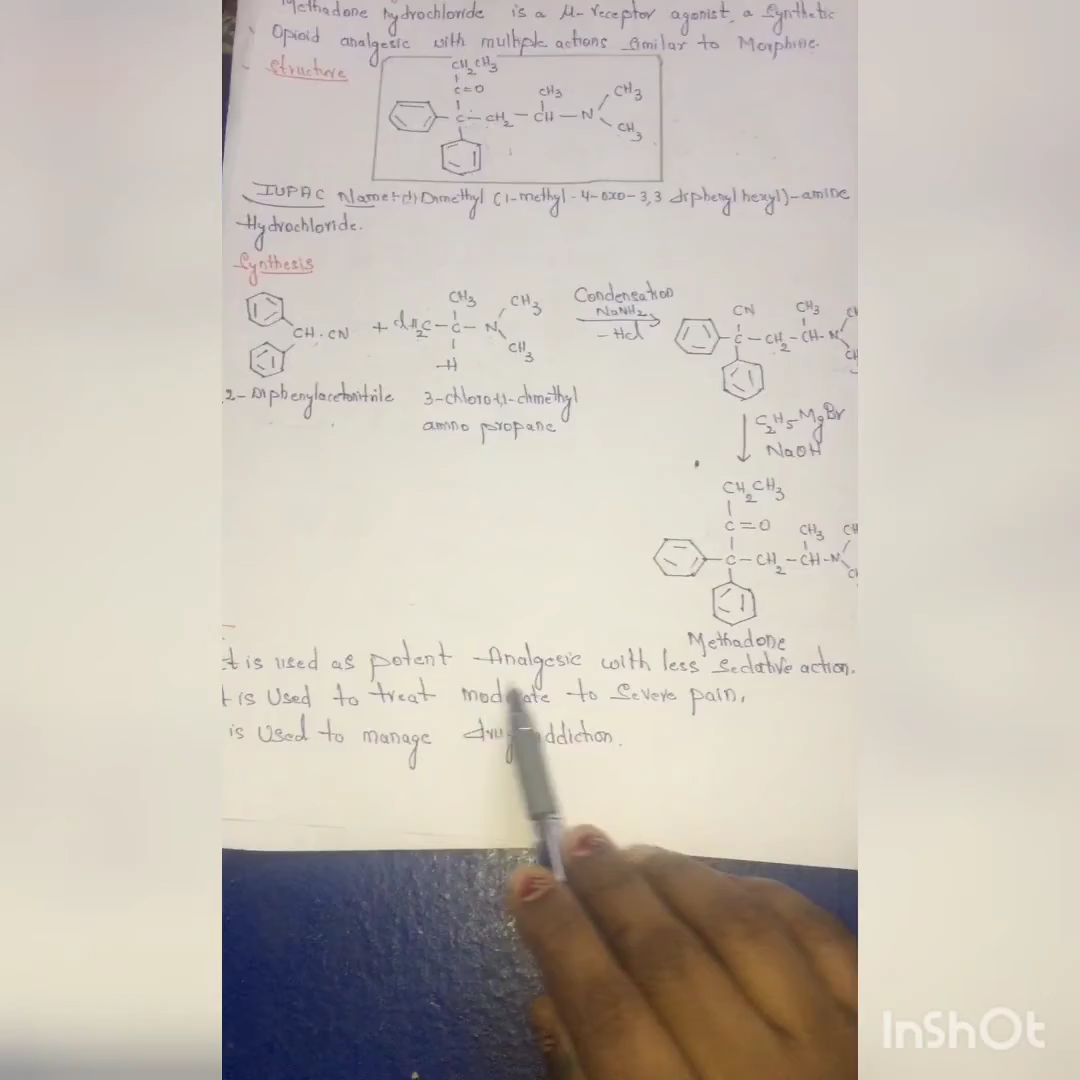 Methadone hydrochloride is a μ-receptor agonist, a synthetic
Opioid analgesic with multiple actions similar to Morphine.
Structure
CH2CH3
C=O
CH3
CH3
C - CH2 - CH - N
CH3
IUPAC Name:- Dimethyl (1-methyl-4-oxo-3,3 diphenyl hexyl)-amine
Hydrochloride.
Synthesis
CH.CN + ClH2C - C - N
CH3
CH3
CH3
H
Condensation
NaNH2
-HCl
CN
CH3
C - CH2 - CH - N
2-Diphenylacetonitrile
3-chloro-1,1-dimethyl
amino propane
C2H5MgBr
NaOH
CH2CH3
C=O
CH3
C - CH2 - CH - N
Methadone
t is used as potent Analgesic with less sedative action.
t is used to treat moderate to severe pain.
is used to manage drug addiction.
InShOt